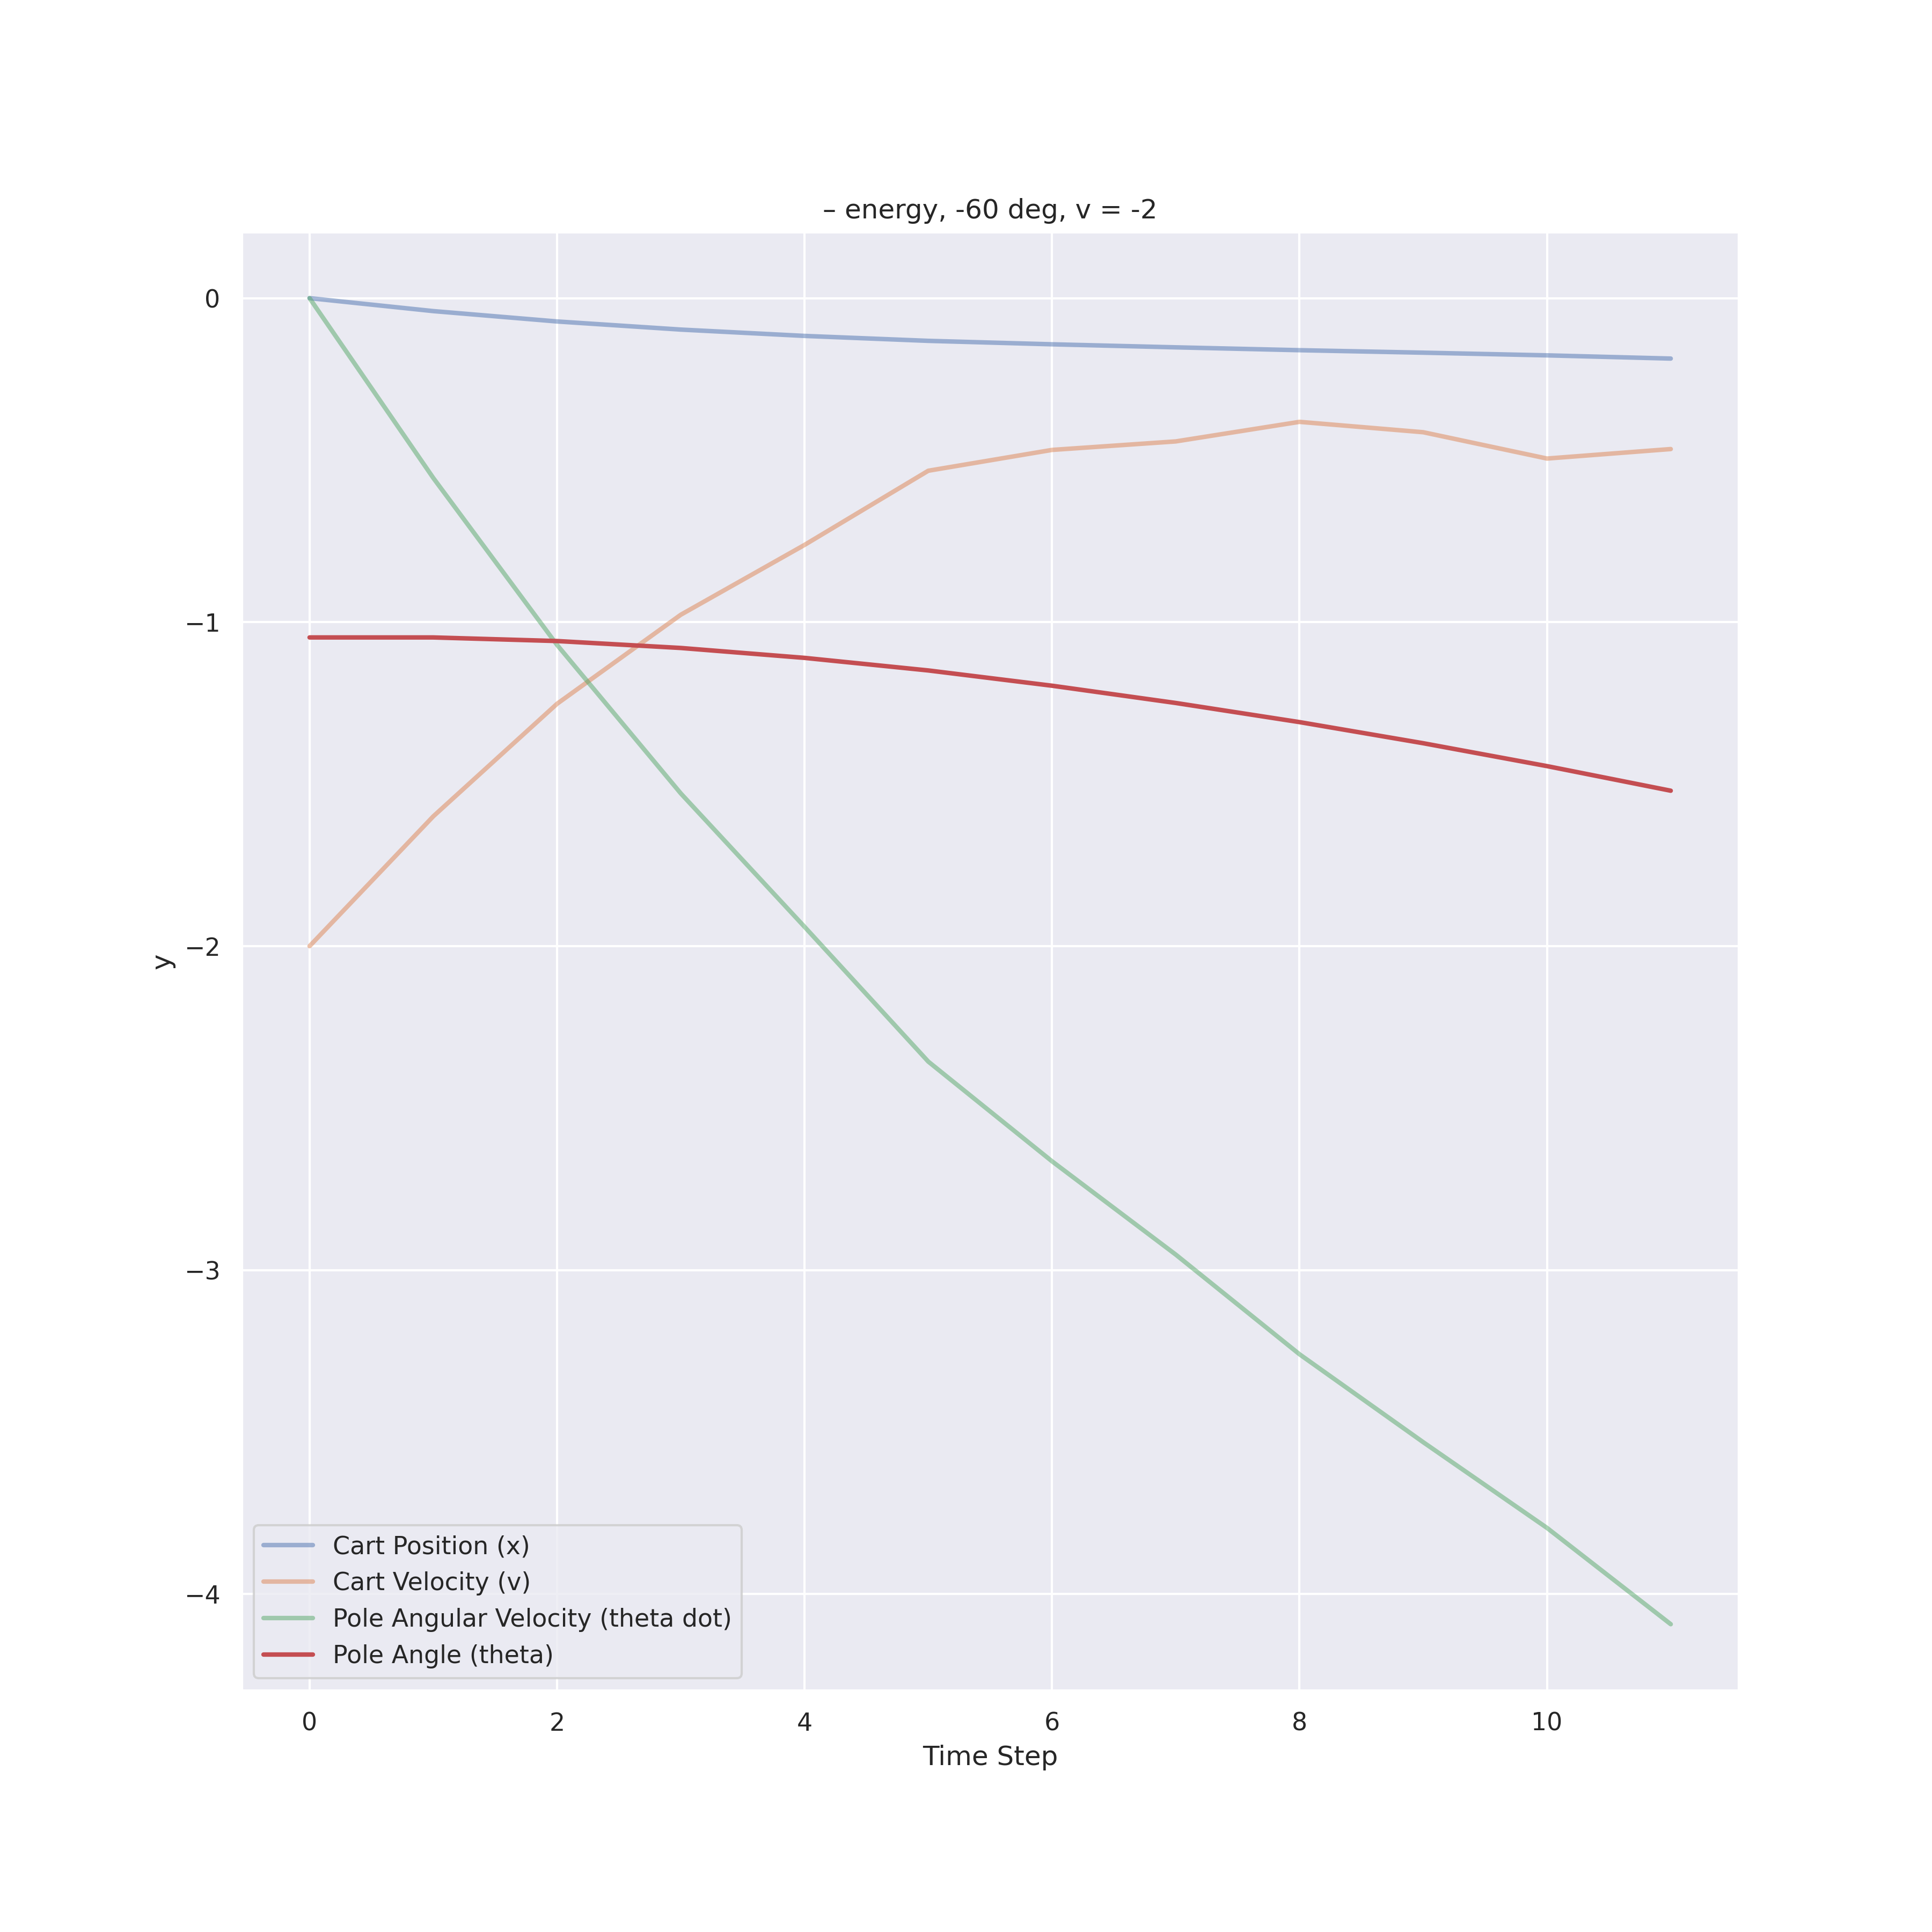 – energy, -60 deg, v = -2
0
−1
−2
−3
−4
y
Cart Position (x)
Cart Velocity (v)
Pole Angular Velocity (theta dot)
Pole Angle (theta)
0 2 4 6 8 10
Time Step